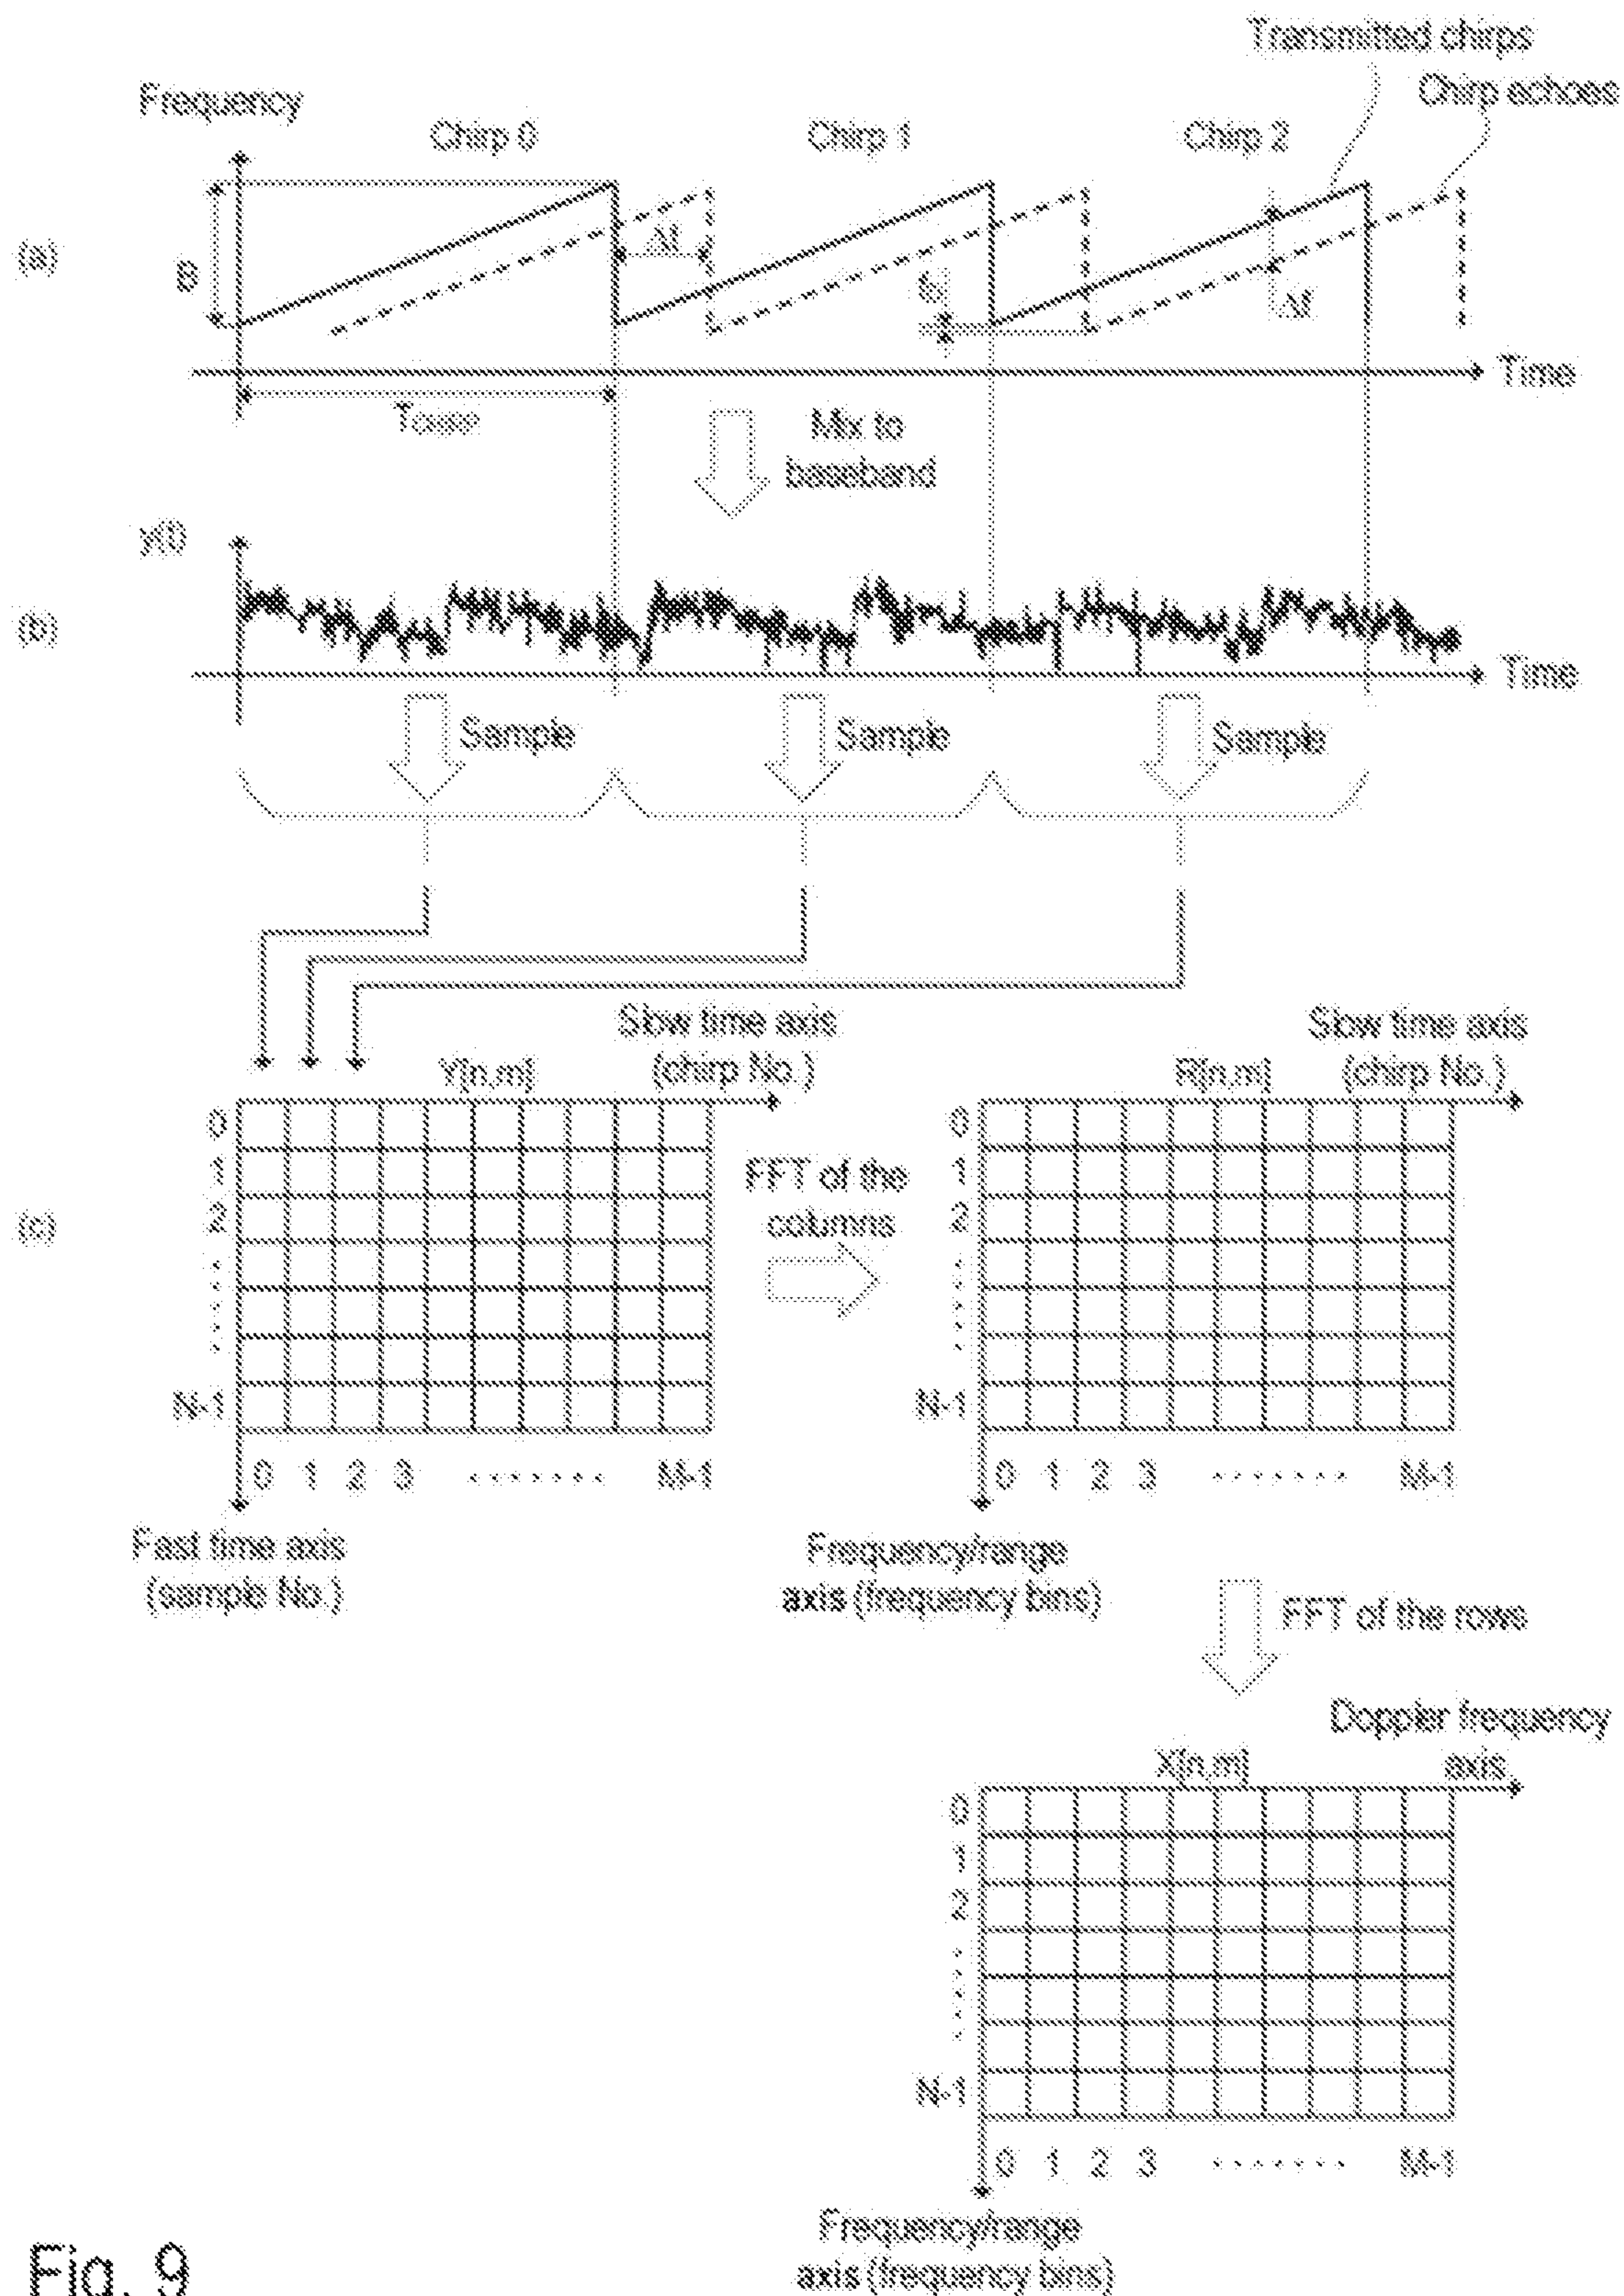 Transmitted chirps
Chirp echoes
Frequency
Chirp 0
Chirp 1
Chirp 2
(a)
B
Δt
f_D
Δf
Time
T_CHIRP
Mix to
baseband
y(t)
(b)
Time
Sample
Sample
Sample
Slow time axis
(chirp No.)
Y[n,m]
Slow time axis
(chirp No.)
R[n,m]
(c)
0
1
2
N-1
FFT of the
columns
0
1
2
N-1
0 1 2 3 ······· M-1
0 1 2 3 ······· M-1
Fast time axis
(sample No.)
Frequency/range
axis (frequency bins)
FFT of the rows
Doppler frequency
axis
X[n,m]
0
1
2
N-1
0 1 2 3 ······· M-1
Frequency/range
axis (frequency bins)
Fig. 9